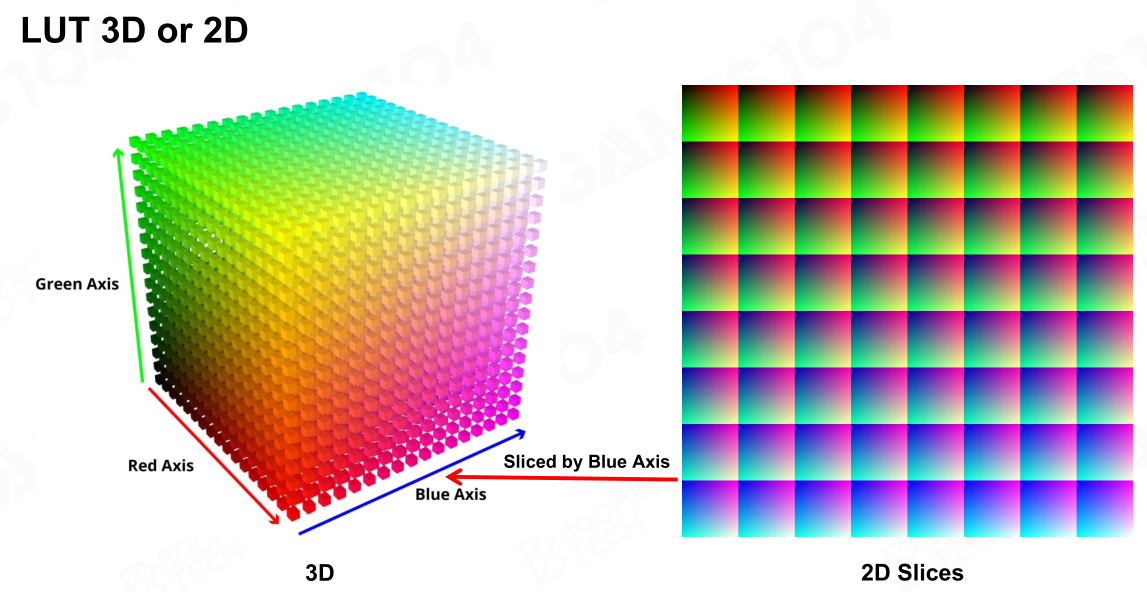 LUT 3D or 2D
Green Axis
Red Axis
Sliced by Blue Axis
Blue Axis
3D
2D Slices